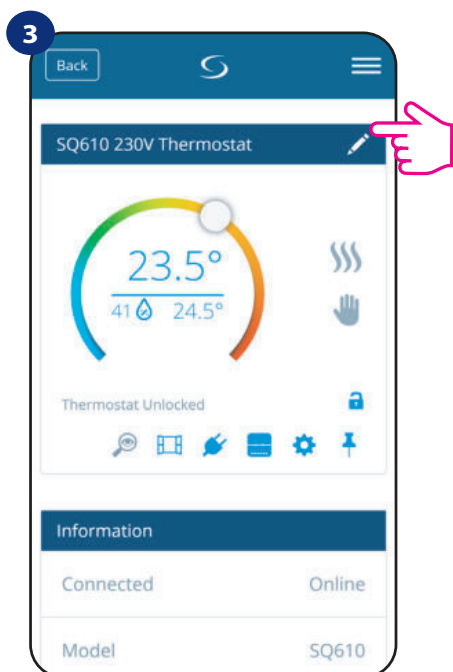 3
Back
SQ610 230V Thermostat
23.5°
41 24.5°
Thermostat Unlocked
Information
Connected Online
Model SQ610